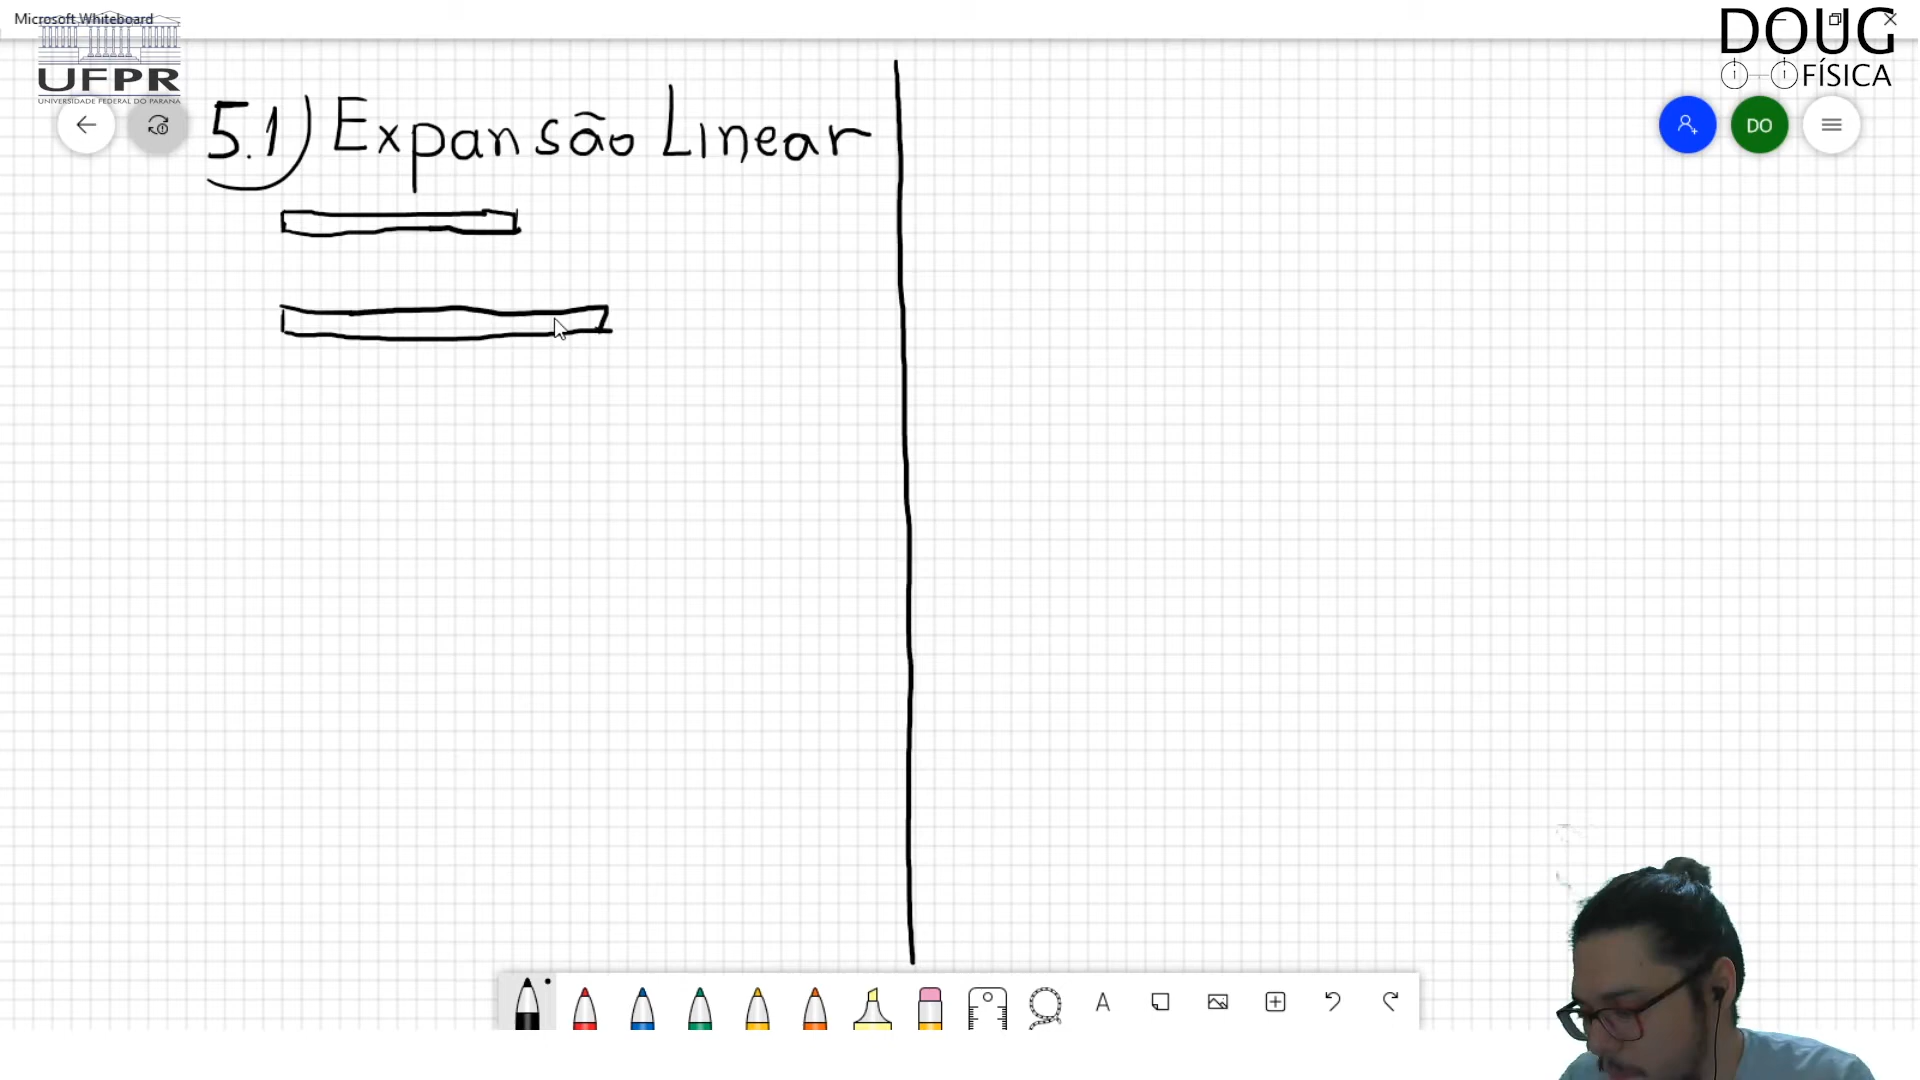 Microsoft Whiteboard
UFPR
UNIVERSIDADE FEDERAL DO PARANÁ
DOUG
FÍSICA
DO
5.1) Expansão Linear
A